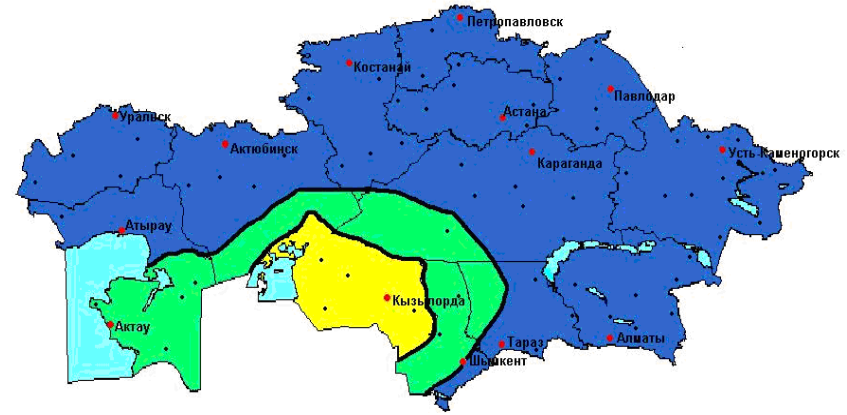 Петропавловск
Костанай
Павлодар
Астана
Уральск
Актюбинск
Караганда
Усть-Каменогорск
Атырау
Кызылорда
Актау
Тараз
Алматы
Шымкент